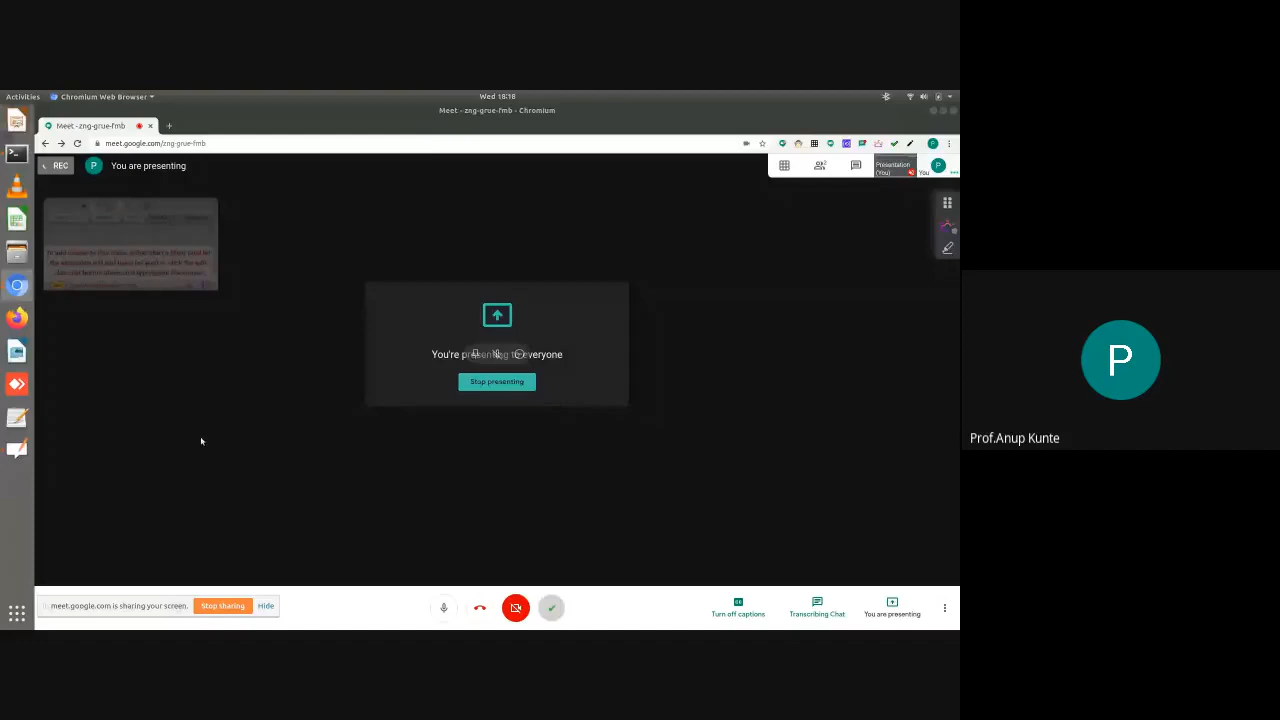 Activities
Chromium Web Browser
Wed 18:18
Meet - zng-grue-fmb - Chromium
Meet - zng-grue-fmb
meet.google.com/zng-grue-fmb
REC
P
You are presenting
Presentation
(You)
You
P
You're presenting to everyone
Stop presenting
P
Prof.Anup Kunte
meet.google.com is sharing your screen.
Stop sharing
Hide
Turn off captions
Transcribing Chat
You are presenting